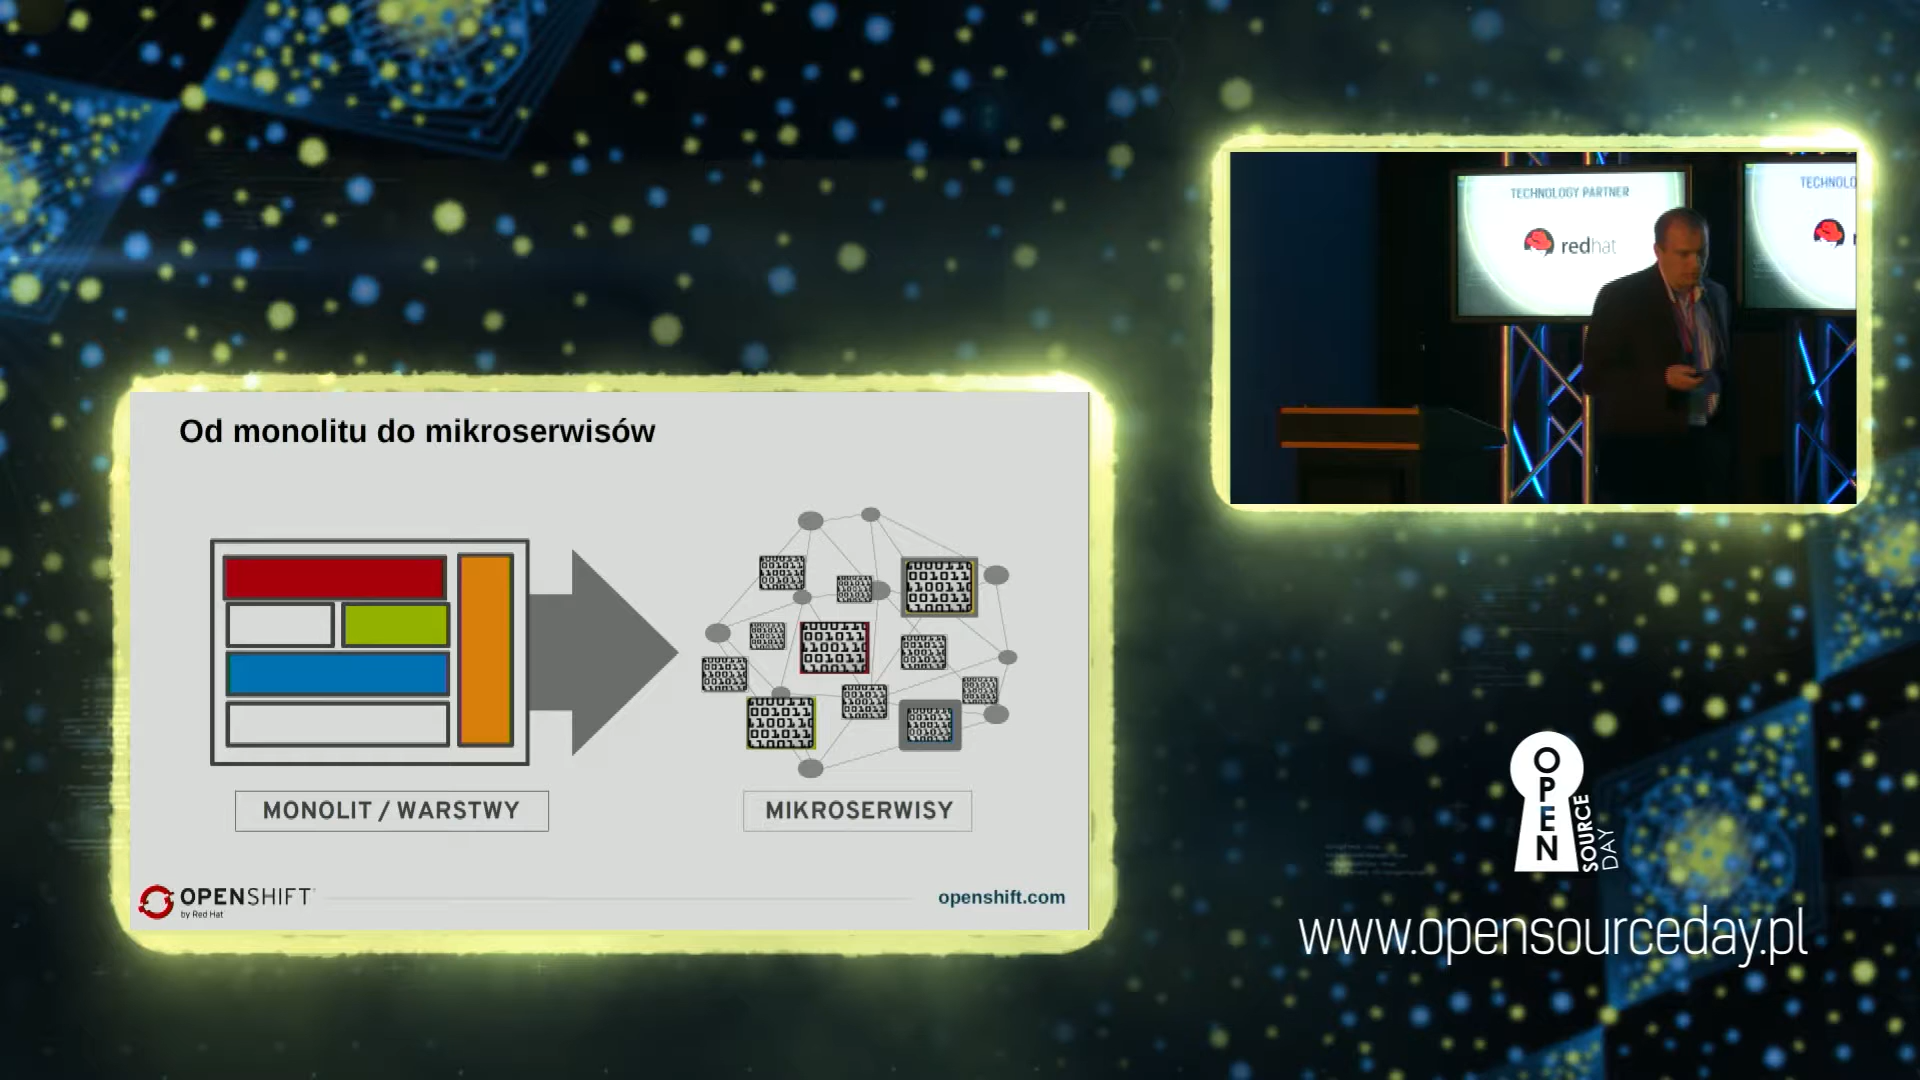 Od monolitu do mikroserwisów
MONOLIT / WARSTWY
MIKROSERWISY
OPENSHIFT
by Red Hat
openshift.com
TECHNOLOGY PARTNER
redhat
OPEN
SOURCE
DAY
www.opensourceday.pl